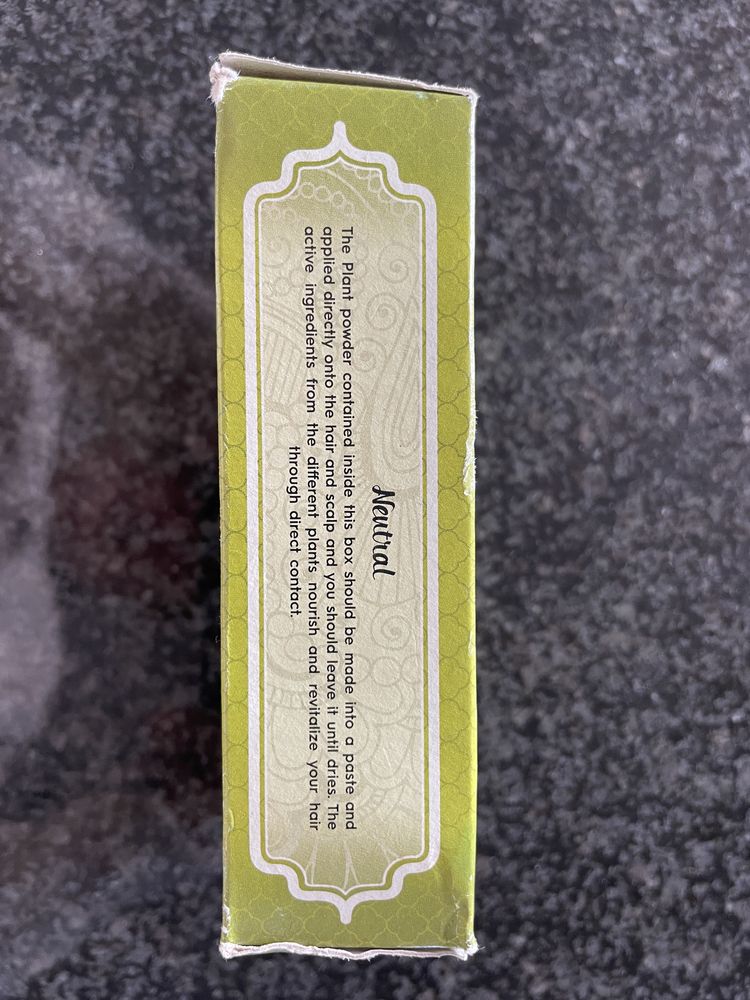 Neutral
The Plant powder contained inside this box should be made into a paste and
applied directly onto the hair and scalp and you should leave it until dries. The
active ingredients from the different plants nourish and revitalize your hair
through direct contact.